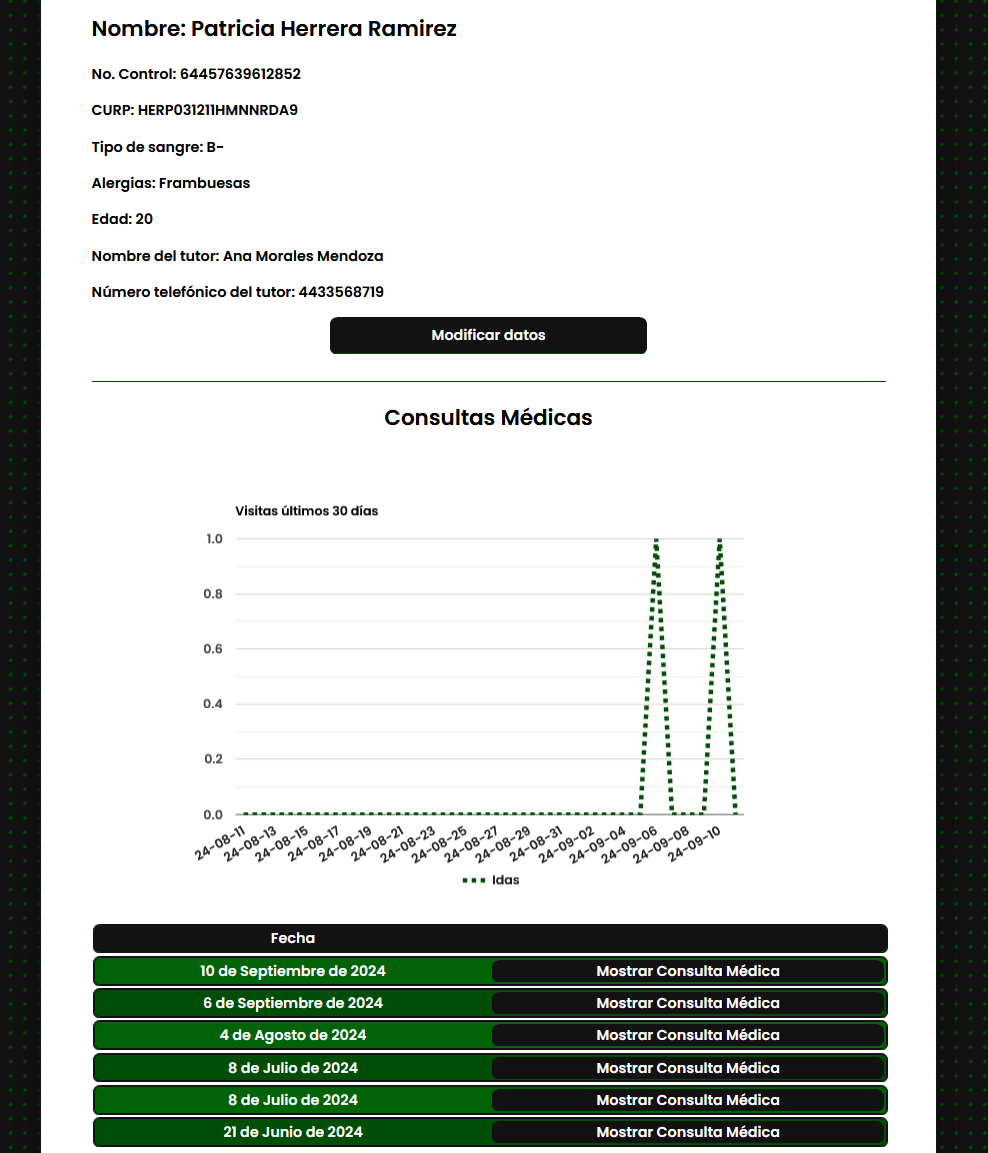 Nombre: Patricia Herrera Ramirez
No. Control: 64457639612852
CURP: HERP031211HMNNRDA9
Tipo de sangre: B-
Alergias: Frambuesas
Edad: 20
Nombre del tutor: Ana Morales Mendoza
Número telefónico del tutor: 4433568719
Modificar datos
Consultas Médicas
Visitas últimos 30 días
1.0
0.8
0.6
0.4
0.2
0.0
24-08-11 24-08-13 24-08-15 24-08-17 24-08-19 24-08-21 24-08-23 24-08-25 24-08-27 24-08-29 24-08-31 24-09-02 24-09-04 24-09-06 24-09-08 24-09-10
Idas
Fecha
10 de Septiembre de 2024 Mostrar Consulta Médica
6 de Septiembre de 2024 Mostrar Consulta Médica
4 de Agosto de 2024 Mostrar Consulta Médica
8 de Julio de 2024 Mostrar Consulta Médica
8 de Julio de 2024 Mostrar Consulta Médica
21 de Junio de 2024 Mostrar Consulta Médica